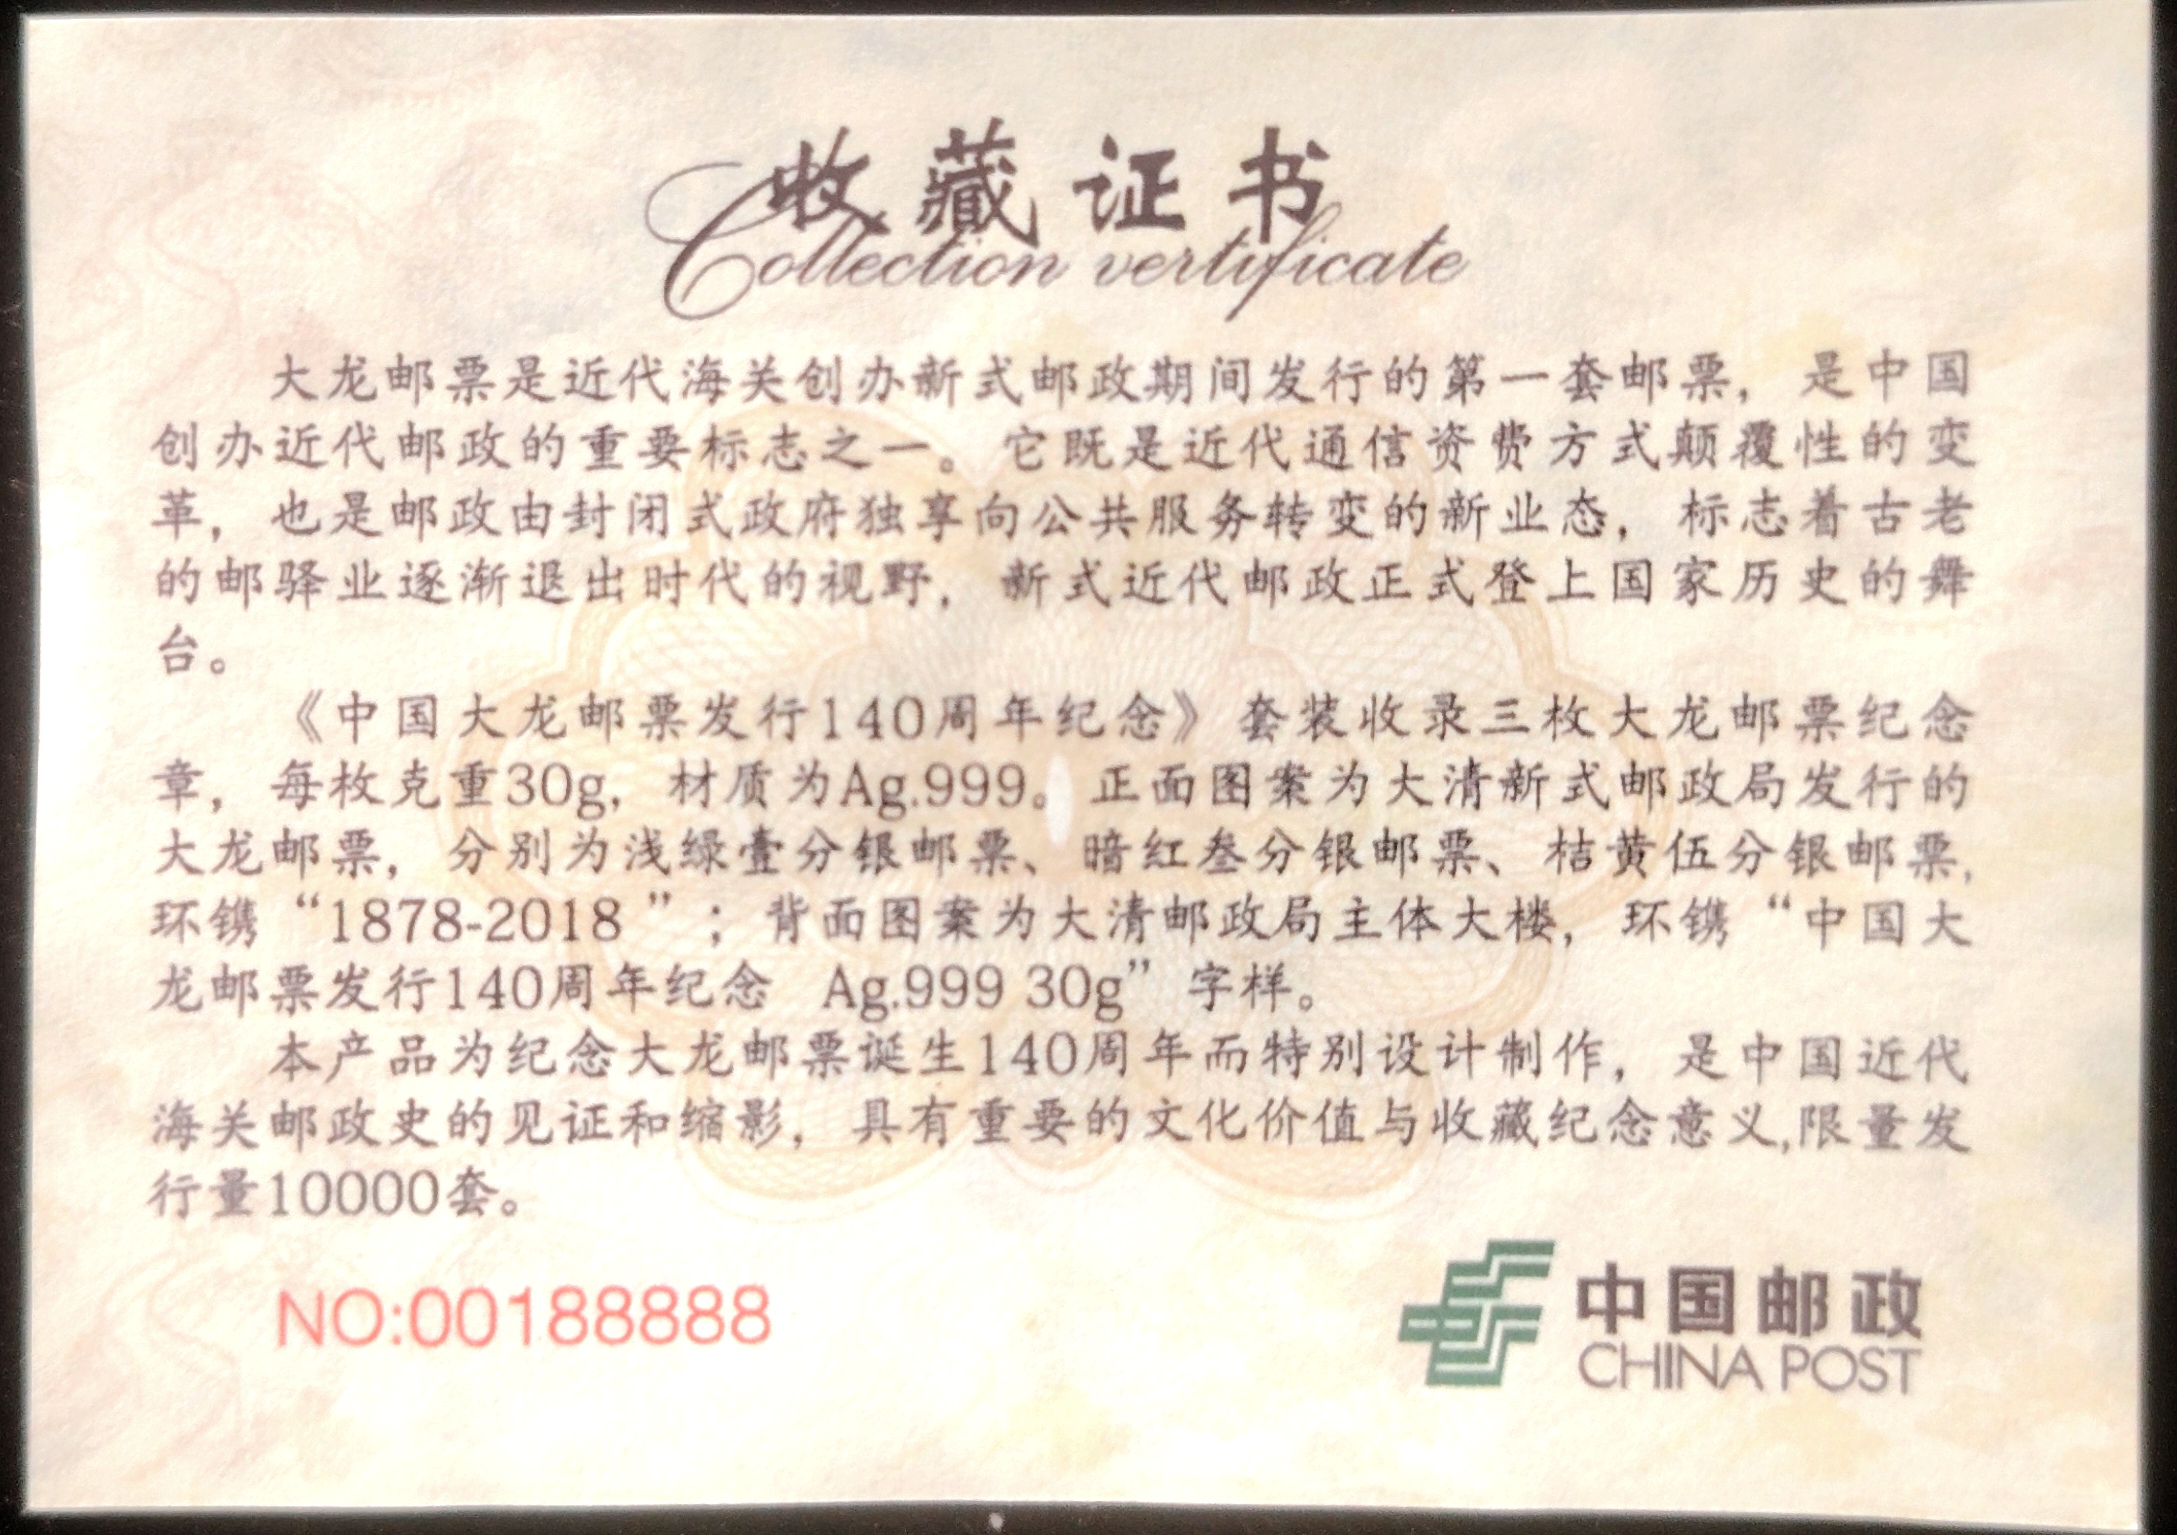 收藏证书
Collection vertificate
大龙邮票是近代海关创办新式邮政期间发行的第一套邮票，是中国
创办近代邮政的重要标志之一。它既是近代通信资费方式颠覆性的变
革，也是邮政由封闭式政府独享向公共服务转变的新业态，标志着古老
的邮驿业逐渐退出时代的视野，新式近代邮政正式登上国家历史的舞
台。
《中国大龙邮票发行140周年纪念》套装收录三枚大龙邮票纪念
章，每枚克重30g，材质为Ag.999。正面图案为大清新式邮政局发行的
大龙邮票，分别为浅绿壹分银邮票、暗红叁分银邮票、桔黄伍分银邮票，
环镌“1878-2018 ”；背面图案为大清邮政局主体大楼，环镌“中国大
龙邮票发行140周年纪念 Ag.999 30g”字样。
本产品为纪念大龙邮票诞生140周年而特别设计制作，是中国近代
海关邮政史的见证和缩影，具有重要的文化价值与收藏纪念意义,限量发
行量10000套。
NO:00188888
中国邮政
CHINA POST